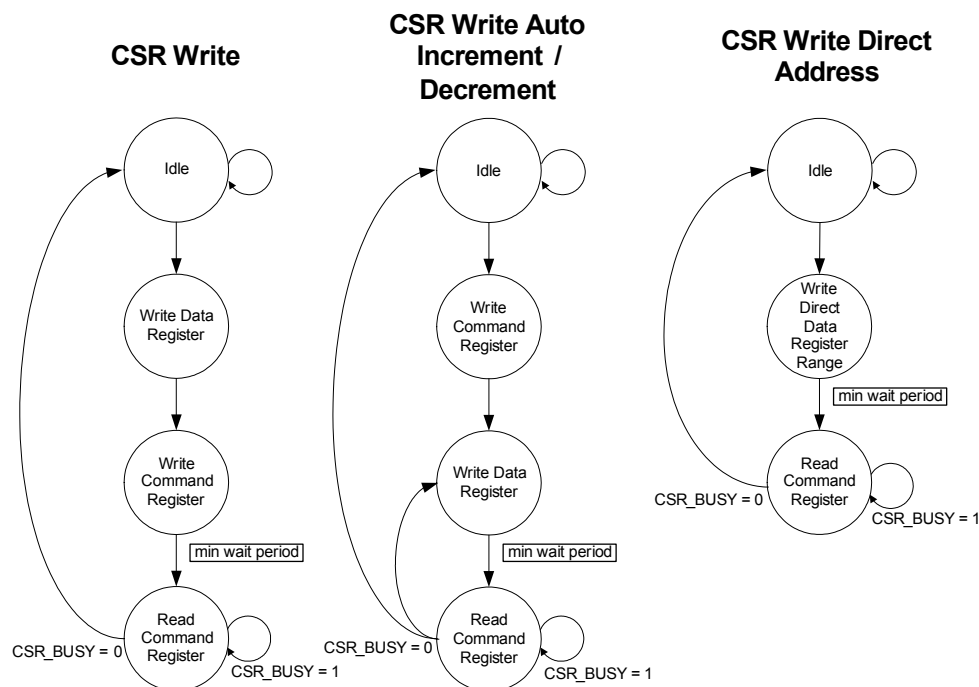 CSR Write
Idle
Write Data
Register
Write
Command
Register
min wait period
Read
Command
Register
CSR_BUSY = 0
CSR_BUSY = 1
CSR Write Auto
Increment /
Decrement
Idle
Write
Command
Register
Write Data
Register
min wait period
Read
Command
Register
CSR_BUSY = 0
CSR_BUSY = 1
CSR Write Direct
Address
Idle
Write
Direct
Data
Register
Range
min wait period
Read
Command
Register
CSR_BUSY = 0
CSR_BUSY = 1